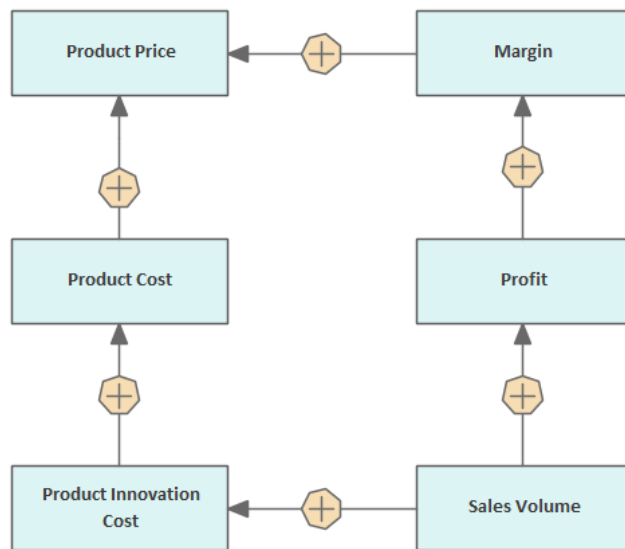 Product Price
Margin
Product Cost
Profit
Product Innovation
Cost
Sales Volume